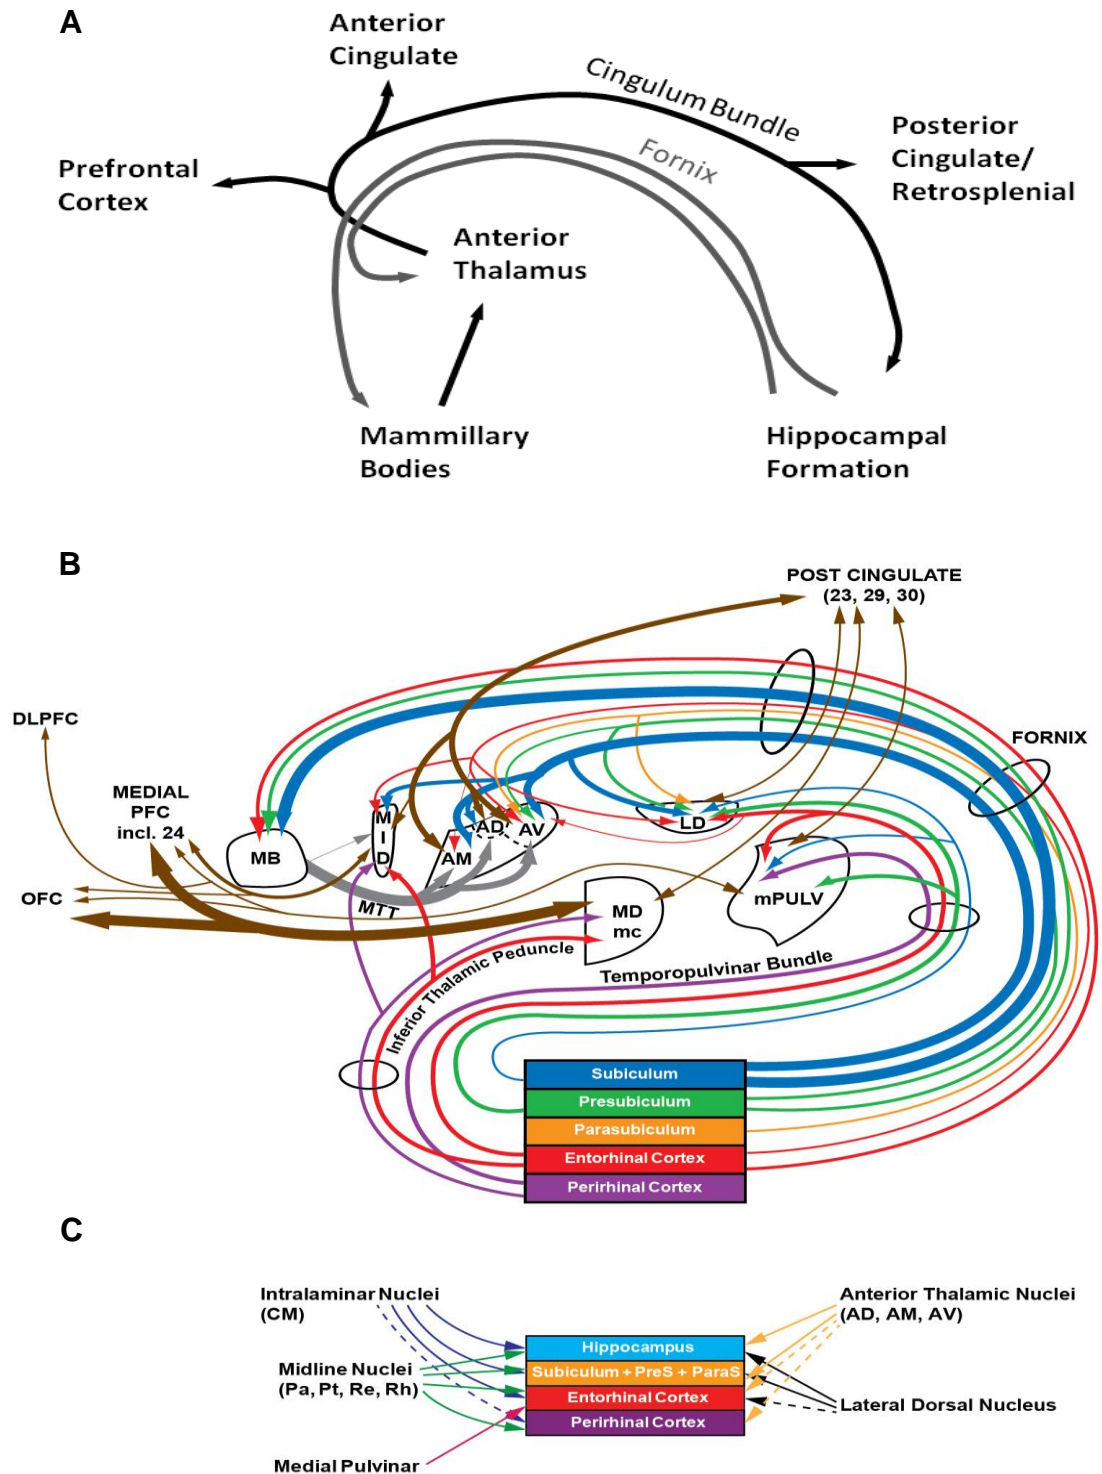 A
Anterior
Cingulate
Cingulum Bundle
Posterior
Cingulate/
Retrosplenial
Fornix
Prefrontal
Cortex
Anterior
Thalamus
Mammillary
Bodies
Hippocampal
Formation
B
POST CINGULATE
(23, 29, 30)
DLPFC
FORNIX
MEDIAL
PFC
incl. 24
M
I
D
AD
AV
LD
MB
AM
OFC
MTT
mPULV
MD
mc
Inferior Thalamic Peduncle
Temporopulvinar Bundle
Subiculum
Presubiculum
Parasubiculum
Entorhinal Cortex
Perirhinal Cortex
C
Intralaminar Nuclei
(CM)
Anterior Thalamic Nuclei
(AD, AM, AV)
Hippocampus
Midline Nuclei
(Pa, Pt, Re, Rh)
Subiculum + PreS + ParaS
Entorhinal Cortex
Lateral Dorsal Nucleus
Perirhinal Cortex
Medial Pulvinar